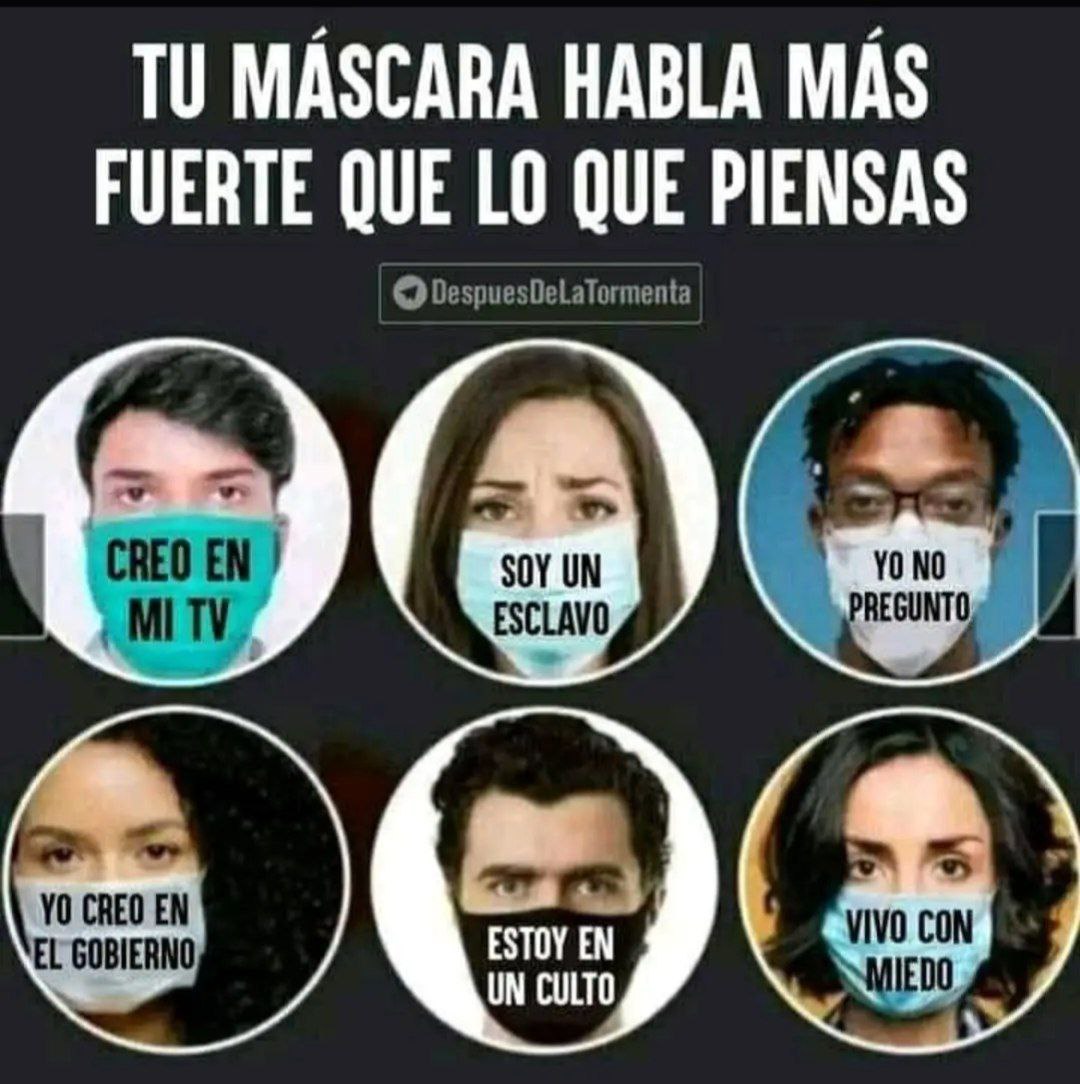 TU MÁSCARA HABLA MÁS
FUERTE QUE LO QUE PIENSAS
DespuesDeLaTormenta
CREO EN
MI TV
SOY UN
ESCLAVO
YO NO
PREGUNTO
YO CREO EN
EL GOBIERNO
ESTOY EN
UN CULTO
VIVO CON
MIEDO